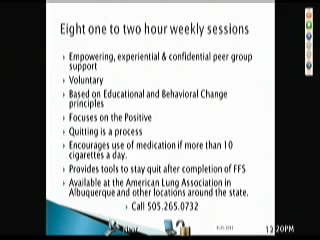 Eight one to two hour weekly sessions
Empowering, experiential & confidential peer group
support
Voluntary
Based on Educational and Behavioral Change
principles
Focuses on the Positive
Quitting is a process
Encourages use of medication if more than 10
cigarettes a day.
Provides tools to stay quit after completion of FFS
Available at the American Lung Association in
Albuquerque and other locations around the state.
Call 505.265.0732